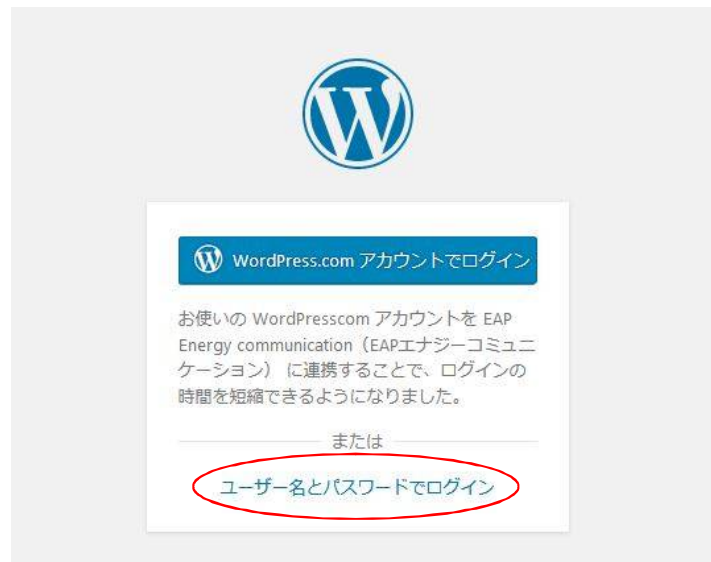 WordPress.com アカウントでログイン
お使いの WordPresscom アカウントを EAP
Energy communication（EAPエナジーコミュニ
ケーション） に連携することで、ログインの
時間を短縮できるようになりました。
または
ユーザー名とパスワードでログイン